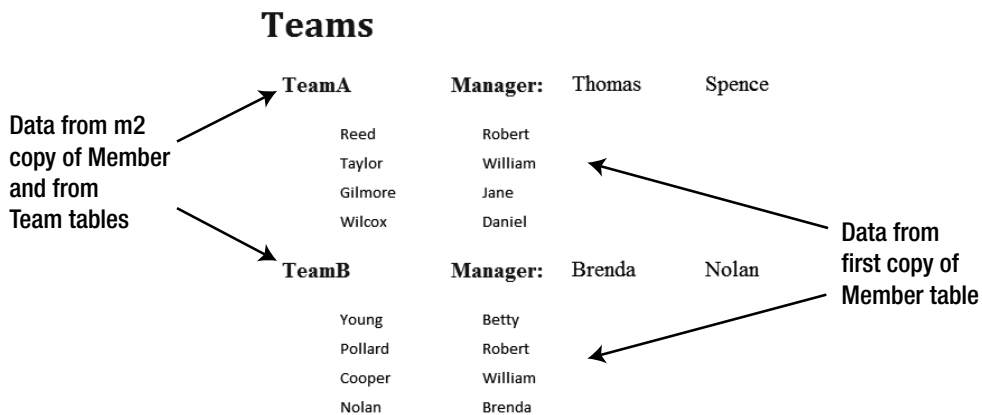 Teams
TeamA Manager: Thomas Spence
Data from m2
copy of Member
and from
Team tables
Reed Robert
Taylor William
Gilmore Jane
Wilcox Daniel
Data from
first copy of
Member table
TeamB Manager: Brenda Nolan
Young Betty
Pollard Robert
Cooper William
Nolan Brenda